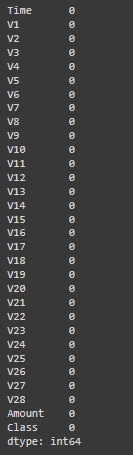 Time 0
V1 0
V2 0
V3 0
V4 0
V5 0
V6 0
V7 0
V8 0
V9 0
V10 0
V11 0
V12 0
V13 0
V14 0
V15 0
V16 0
V17 0
V18 0
V19 0
V20 0
V21 0
V22 0
V23 0
V24 0
V25 0
V26 0
V27 0
V28 0
Amount 0
Class 0
dtype: int64